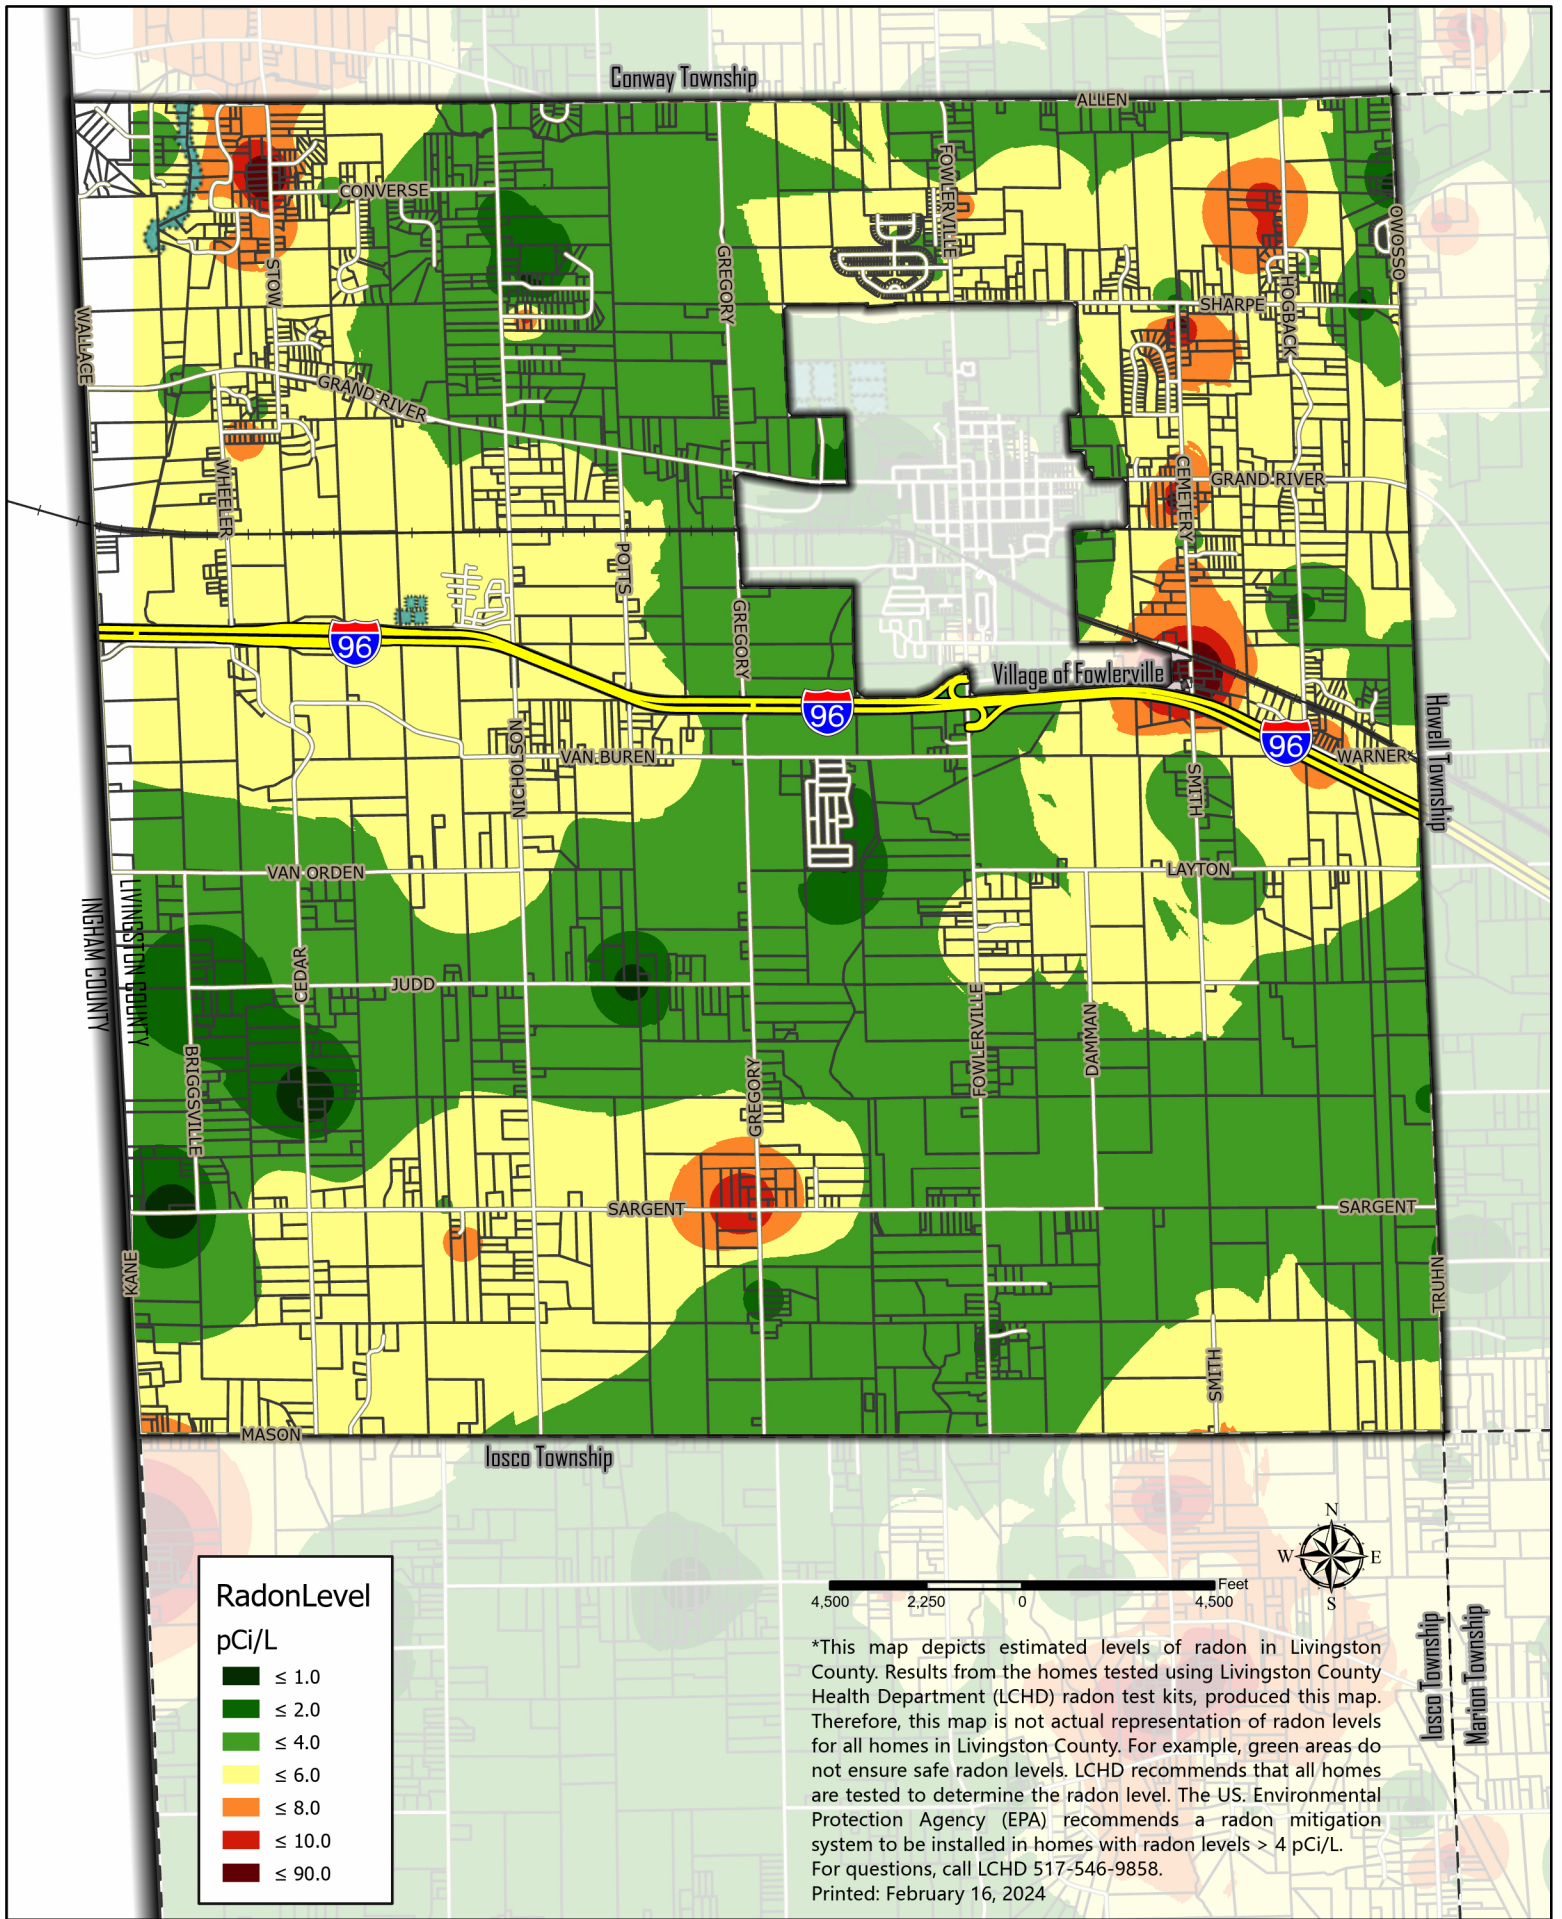 Conway Township
ALLEN
FOWLERVILLE
CONVERSE
OWOSSO
STOW
GREGORY
HOGBACK
SHARPE
WALLACE
GRAND RIVER
WHEELER
CEMETERY
GRAND RIVER
POTTS
GREGORY
96
Village of Fowlerville
96
96
WARNER
Howell Township
NICHOLSON
VAN BUREN
SMITH
VAN ORDEN
LAYTON
LIVINGSTON COUNTY
INGHAM COUNTY
CEDAR
JUDD
FOWLERVILLE
DAMMAN
BRIGGSVILLE
GREGORY
SARGENT
SARGENT
KANE
TRUHN
SMITH
MASON
Iosco Township
N
W
E
S
RadonLevel
pCi/L
≤ 1.0
≤ 2.0
≤ 4.0
≤ 6.0
≤ 8.0
≤ 10.0
≤ 90.0
Feet
4,500 2,250 0 4,500
Iosco Township
Marion Township
*This map depicts estimated levels of radon in Livingston
County. Results from the homes tested using Livingston County
Health Department (LCHD) radon test kits, produced this map.
Therefore, this map is not actual representation of radon levels
for all homes in Livingston County. For example, green areas do
not ensure safe radon levels. LCHD recommends that all homes
are tested to determine the radon level. The US. Environmental
Protection Agency (EPA) recommends a radon mitigation
system to be installed in homes with radon levels > 4 pCi/L.
For questions, call LCHD 517-546-9858.
Printed: February 16, 2024